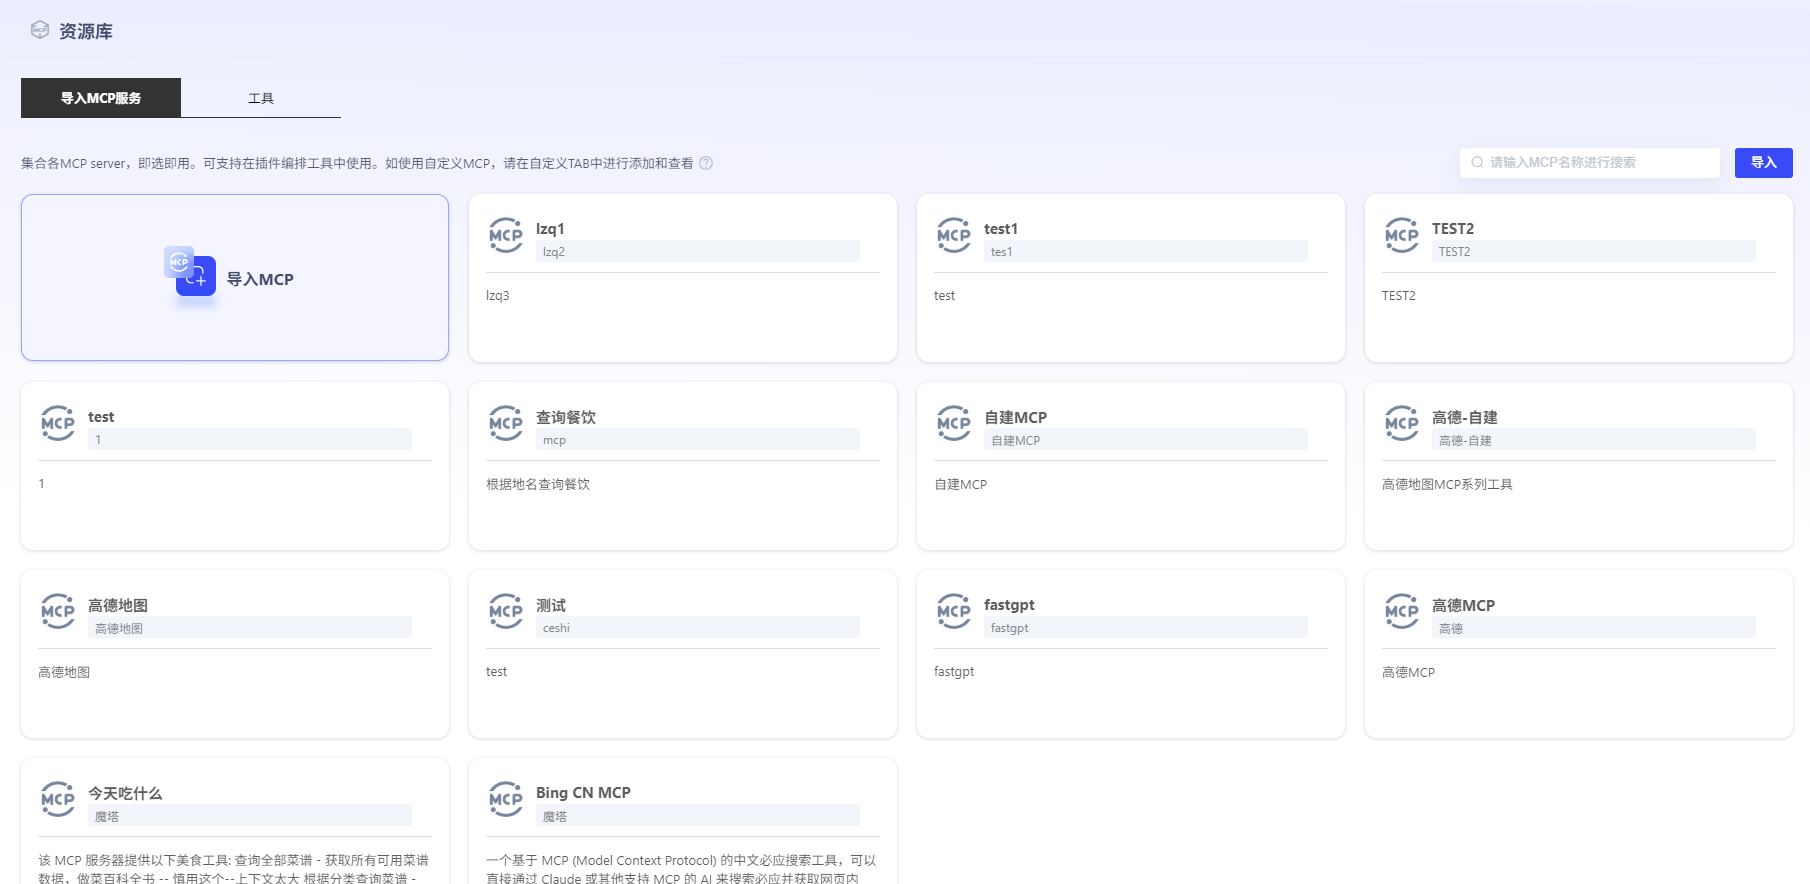 资源库
导入MCP服务
工具
集合各MCP server，即选即用。可支持在插件编排工具中使用。如使用自定义MCP，请在自定义TAB中进行添加和查看
请输入MCP名称进行搜索
导入
MCP
导入MCP
MCP
lzq1
lzq2
lzq3
MCP
test1
tes1
test
MCP
TEST2
TEST2
TEST2
MCP
test
1
1
MCP
查询餐饮
mcp
根据地名查询餐饮
MCP
自建MCP
自建MCP
自建MCP
MCP
高德-自建
高德-自建
高德地图MCP系列工具
MCP
高德地图
高德地图
高德地图
MCP
测试
ceshi
test
MCP
fastgpt
fastgpt
fastgpt
MCP
高德MCP
高德
高德MCP
MCP
今天吃什么
魔塔
该 MCP 服务器提供以下美食工具: 查询全部菜谱 - 获取所有可用菜谱
数据，做菜百科全书 -- 慎用这个--上下文太大 根据分类查询菜谱 -
MCP
Bing CN MCP
魔塔
一个基于 MCP (Model Context Protocol) 的中文必应搜索工具，可以
直接通过 Claude 或其他支持 MCP 的 AI 来搜索必应并获取网页内